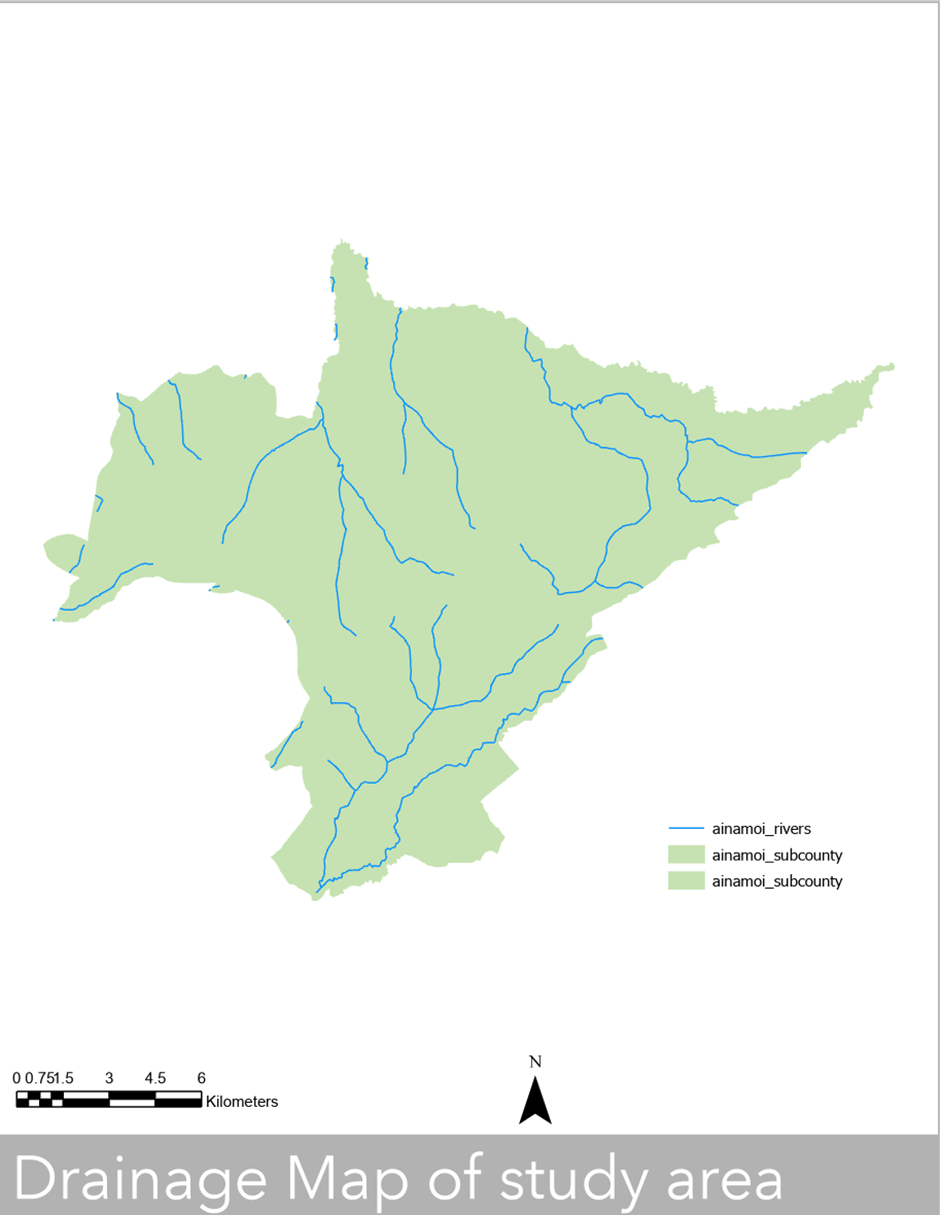 ainamoi_rivers
ainamoi_subcounty
ainamoi_subcounty
N
0 0.751.5 3 4.5 6
Kilometers
Drainage Map of study area